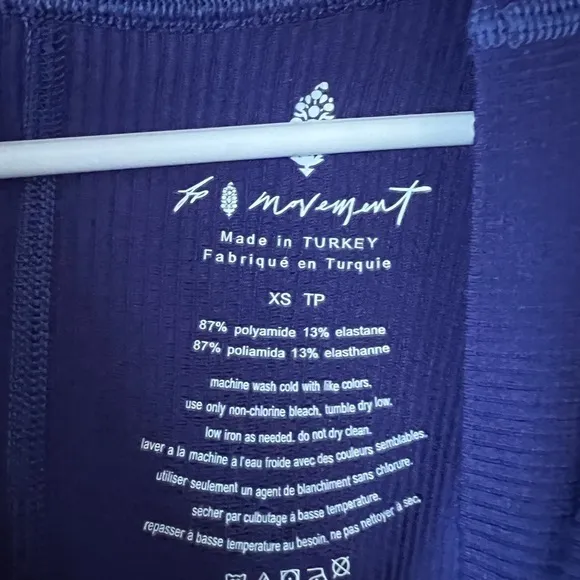 fp movement
Made in TURKEY
Fabriqué en Turquie
XS TP
87% polyamide 13% elastane
87% poliamida 13% elasthanne
machine wash cold with like colors,
use only non-chlorine bleach, tumble dry low,
low iron as needed. do not dry clean.
laver a la machine a l'eau froide avec des couleurs semblables,
utiliser seulement un agent de blanchiment sans chlorure.
sécher par culbutage à basse temperature.
repasser à basse temperature au besoin, ne pas nettoyer à sec,